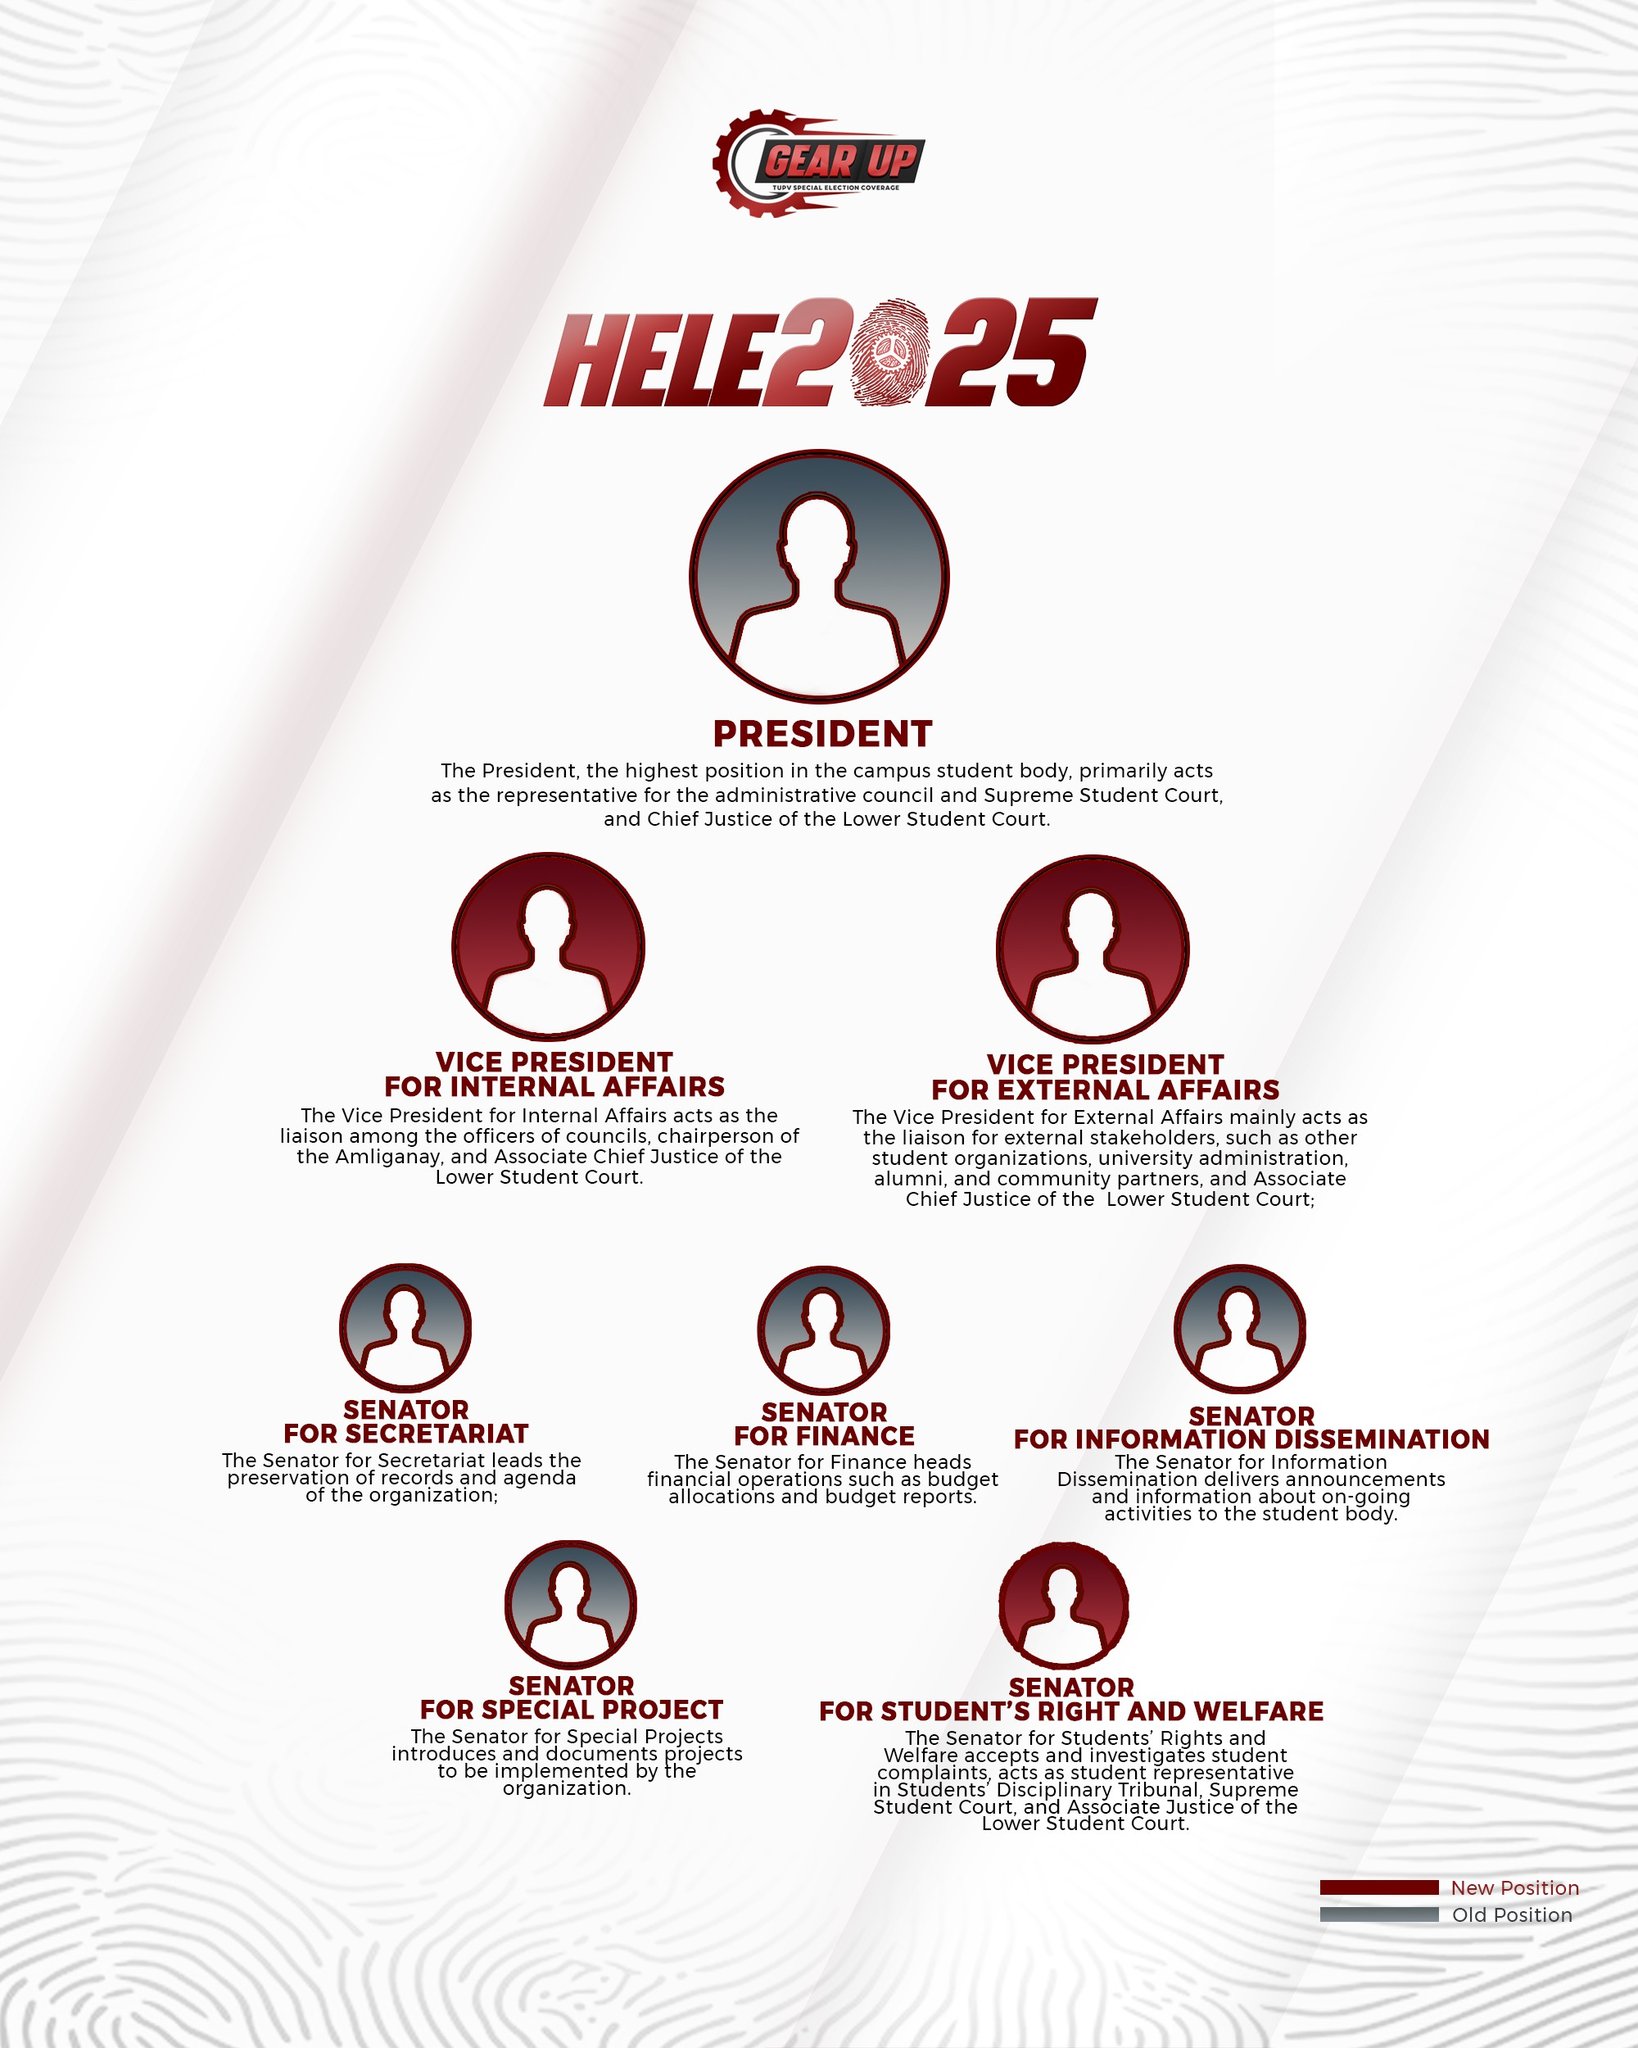 GEAR UP
TUPV SPECIAL ELECTION COVERAGE
HELE2025
PRESIDENT
The President, the highest position in the campus student body, primarily acts
as the representative for the administrative council and Supreme Student Court,
and Chief Justice of the Lower Student Court.
VICE PRESIDENT
FOR INTERNAL AFFAIRS
The Vice President for Internal Affairs acts as the
liaison among the officers of councils, chairperson of
the Amliganay, and Associate Chief Justice of the
Lower Student Court.
VICE PRESIDENT
FOR EXTERNAL AFFAIRS
The Vice President for External Affairs mainly acts as
the liaison for external stakeholders, such as other
student organizations, university administration,
alumni, and community partners, and Associate
Chief Justice of the Lower Student Court;
SENATOR
FOR SECRETARIAT
The Senator for Secretariat leads the
preservation of records and agenda
of the organization;
SENATOR
FOR FINANCE
The Senator for Finance heads
financial operations such as budget
allocations and budget reports.
SENATOR
FOR INFORMATION DISSEMINATION
The Senator for Information
Dissemination delivers announcements
and information about on-going
activities to the student body.
SENATOR
FOR SPECIAL PROJECT
The Senator for Special Projects
introduces and documents projects
to be implemented by the
organization.
SENATOR
FOR STUDENT'S RIGHT AND WELFARE
The Senator for Students' Rights and
Welfare accepts and investigates student
complaints, acts as student representative
in Students' Disciplinary Tribunal, Supreme
Student Court, and Associate Justice of the
Lower Student Court.
New Position
Old Position